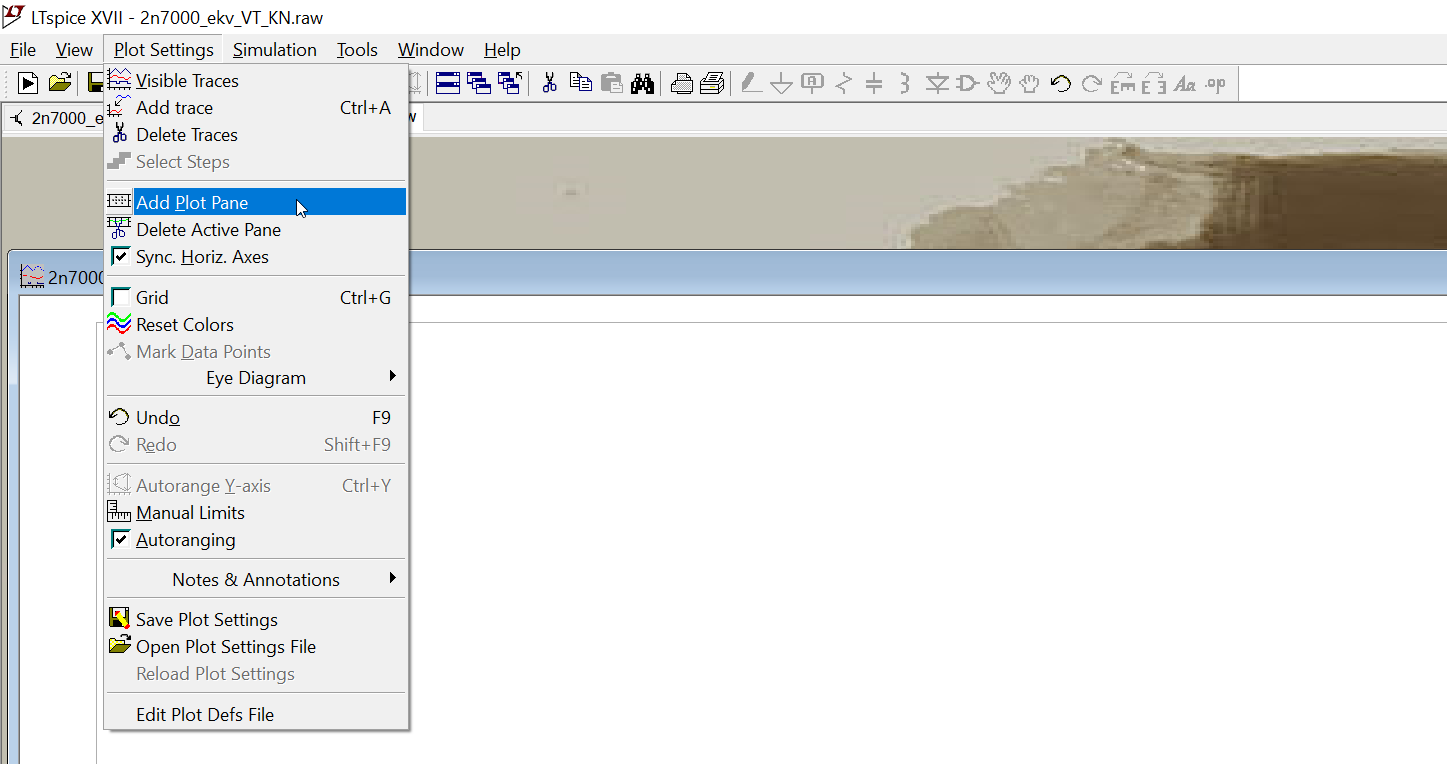 LTspice XVII - 2n7000_ekv_VT_KN.raw
File View Plot Settings Simulation Tools Window Help
Visible Traces
Add trace Ctrl+A
2n7000_e
w
Delete Traces
Select Steps
Add Plot Pane
Delete Active Pane
Sync. Horiz. Axes
2n7000
Grid Ctrl+G
Reset Colors
Mark Data Points
Eye Diagram
Undo F9
Redo Shift+F9
Autorange Y-axis Ctrl+Y
Manual Limits
Autoranging
Notes & Annotations
Save Plot Settings
Open Plot Settings File
Reload Plot Settings
Edit Plot Defs File
Aa .op